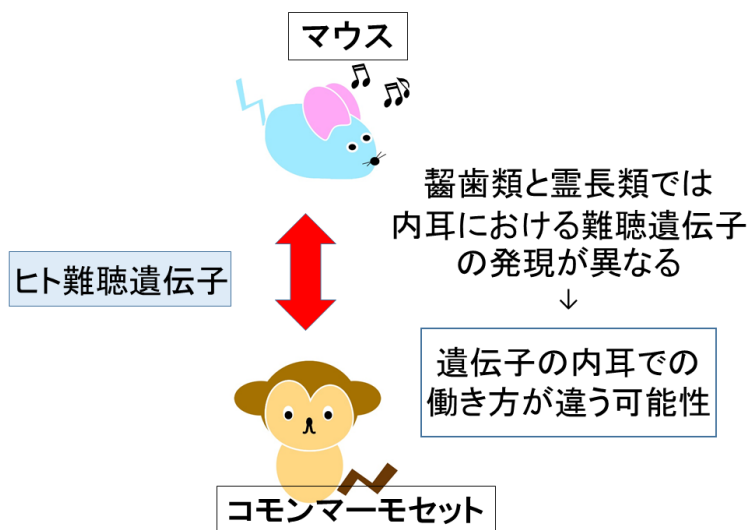 マウス
齧歯類と霊長類では
内耳における難聴遺伝子
の発現が異なる
↓
ヒト難聴遺伝子
遺伝子の内耳での
働き方が違う可能性
コモンマーモセット